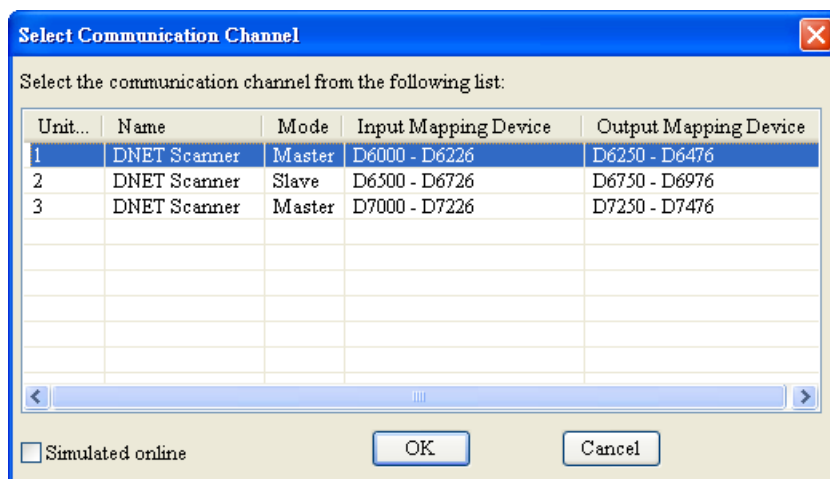 Select Communication Channel
Select the communication channel from the following list:
Unit... Name Mode Input Mapping Device Output Mapping Device
1 DNET Scanner Master D6000 - D6226 D6250 - D6476
2 DNET Scanner Slave D6500 - D6726 D6750 - D6976
3 DNET Scanner Master D7000 - D7226 D7250 - D7476
Simulated online OK Cancel